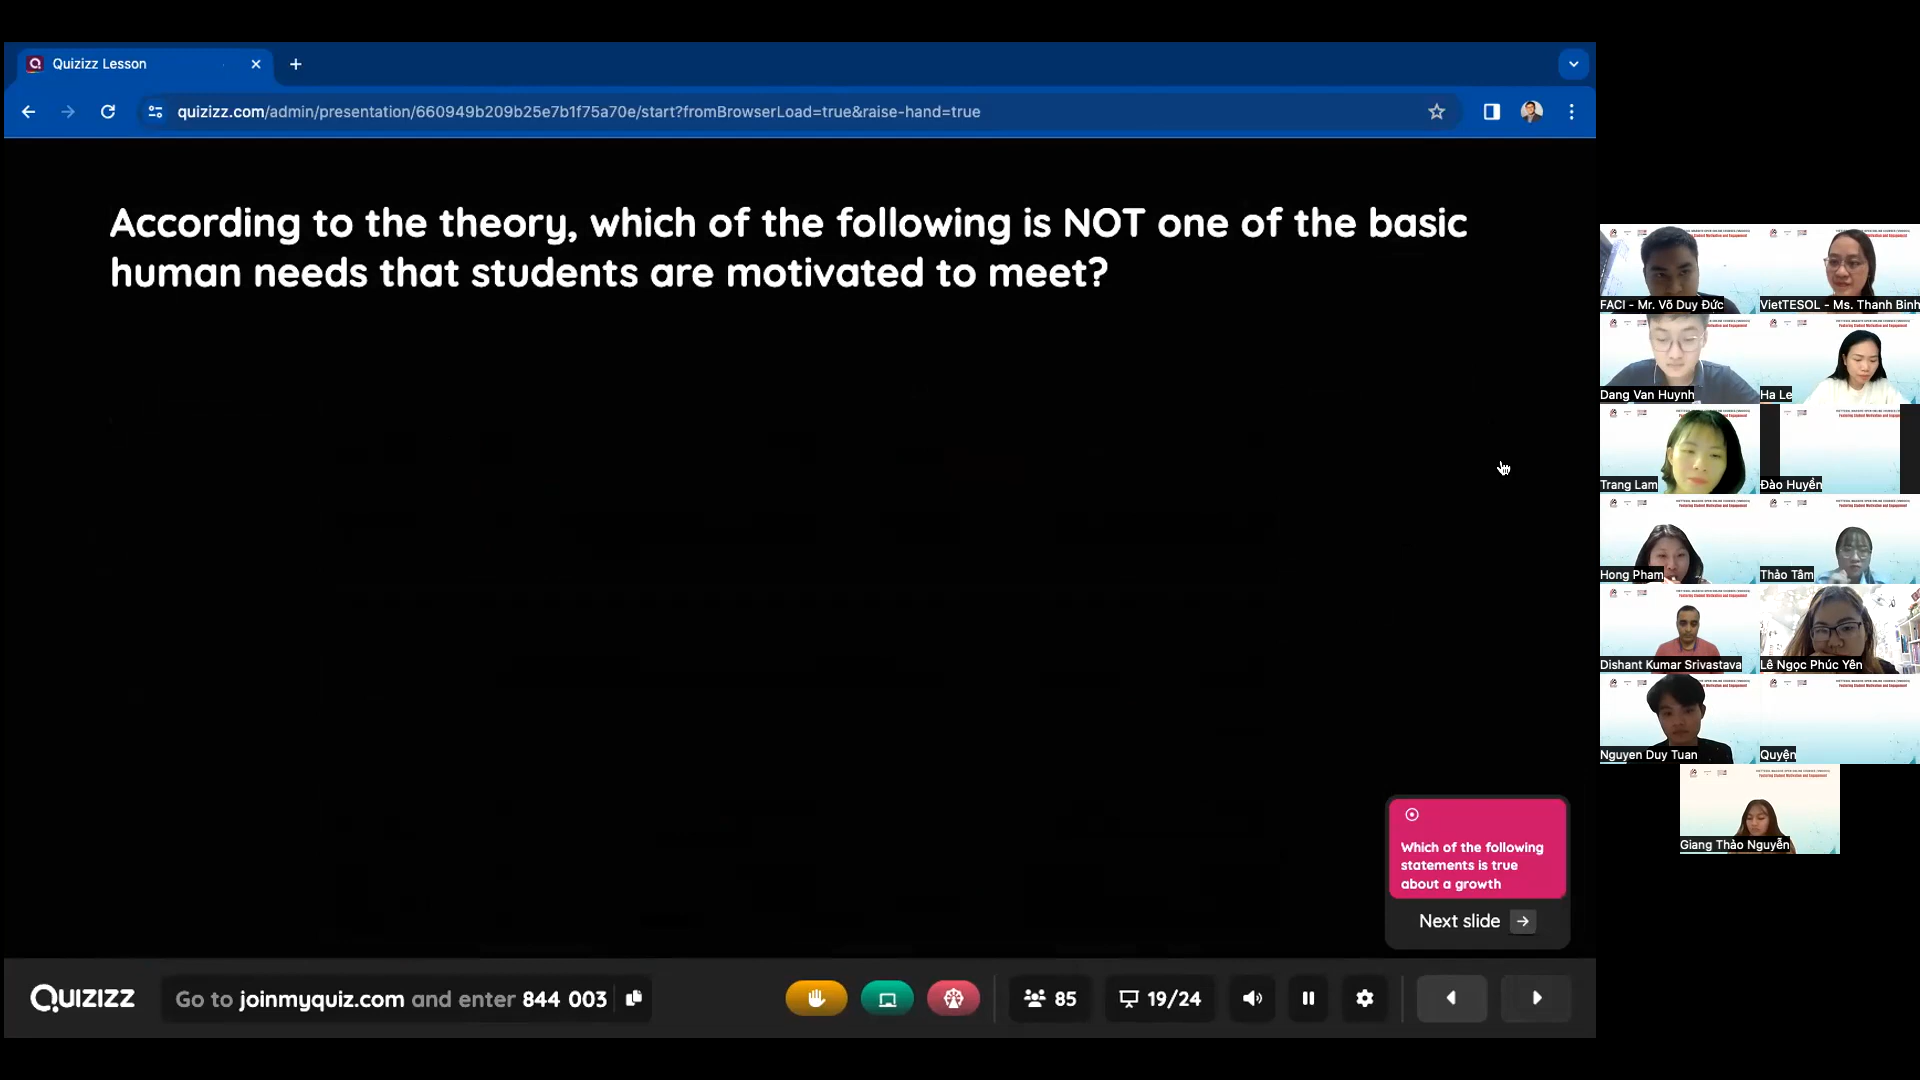 Quizizz Lesson
quizizz.com/admin/presentation/660949b209b25e7b1f75a70e/start?fromBrowserLoad=true&raise-hand=true
According to the theory, which of the following is NOT one of the basic
human needs that students are motivated to meet?
FACI - Mr. Võ Duy Đức
VietTESOL - Ms. Thanh Binh
Dang Van Huynh
Ha Le
Trang Lam
Đào Huyền
Hong Pham
Thảo Tâm
Dishant Kumar Srivastava
Lê Ngọc Phúc Yên
Nguyen Duy Tuan
Quyện
Giang Thảo Nguyễn
Which of the following
statements is true
about a growth
Next slide
QUIZIZZ
Go to joinmyquiz.com and enter 844 003
85
19/24